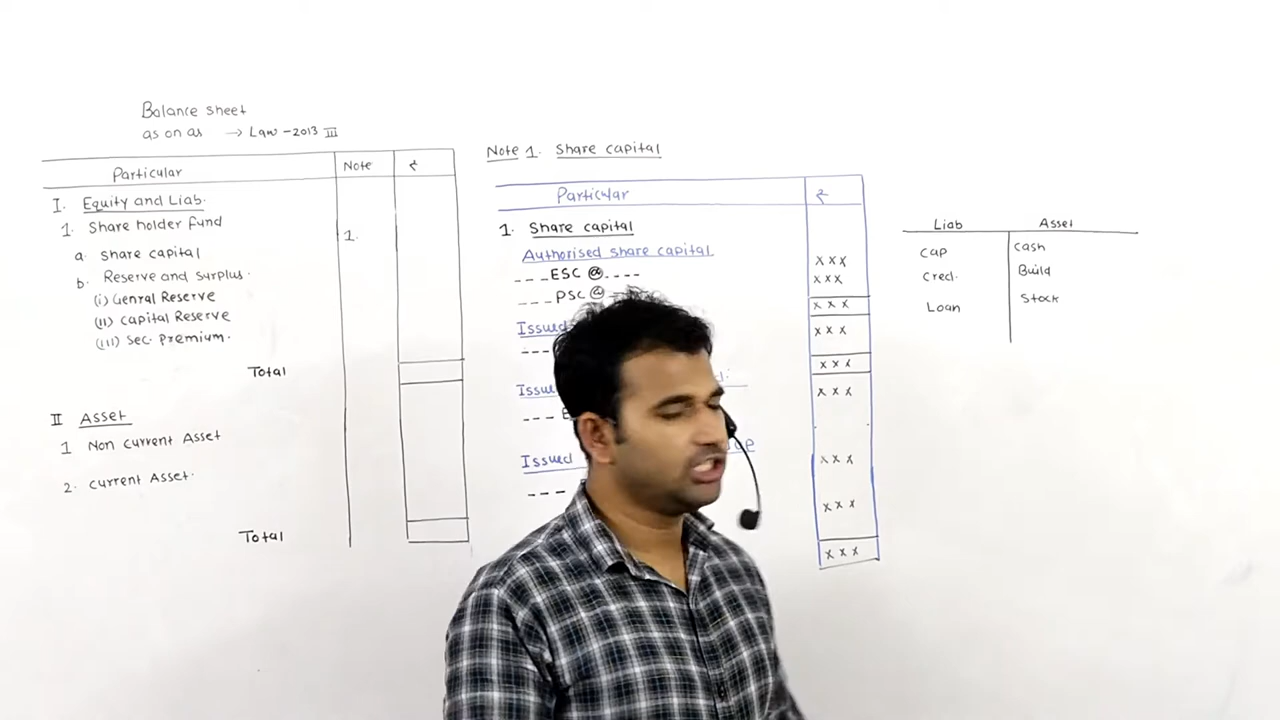 Balance sheet
as on as → Law - 2013 III
Particular Note ₹
I. Equity and Liab.
1. Share holder fund
1.
a. Share capital
b. Reserve and Surplus.
(i) Genral Reserve
(ii) Capital Reserve
(iii) Sec. Premium.
Total
II Asset
1 Non Current Asset
2. Current Asset.
Total
Note 1. Share capital
Particular ₹
1. Share capital
Authorised share capital
---ESC @---- xxx
---PSC @ xxx
xxx
Issued
--- xxx
xxx
Issued
--- E xxx
Issued
xxx
---
xxx
xxx
Liab Asset
Cap Cash
Cred. Build
Loan Stock